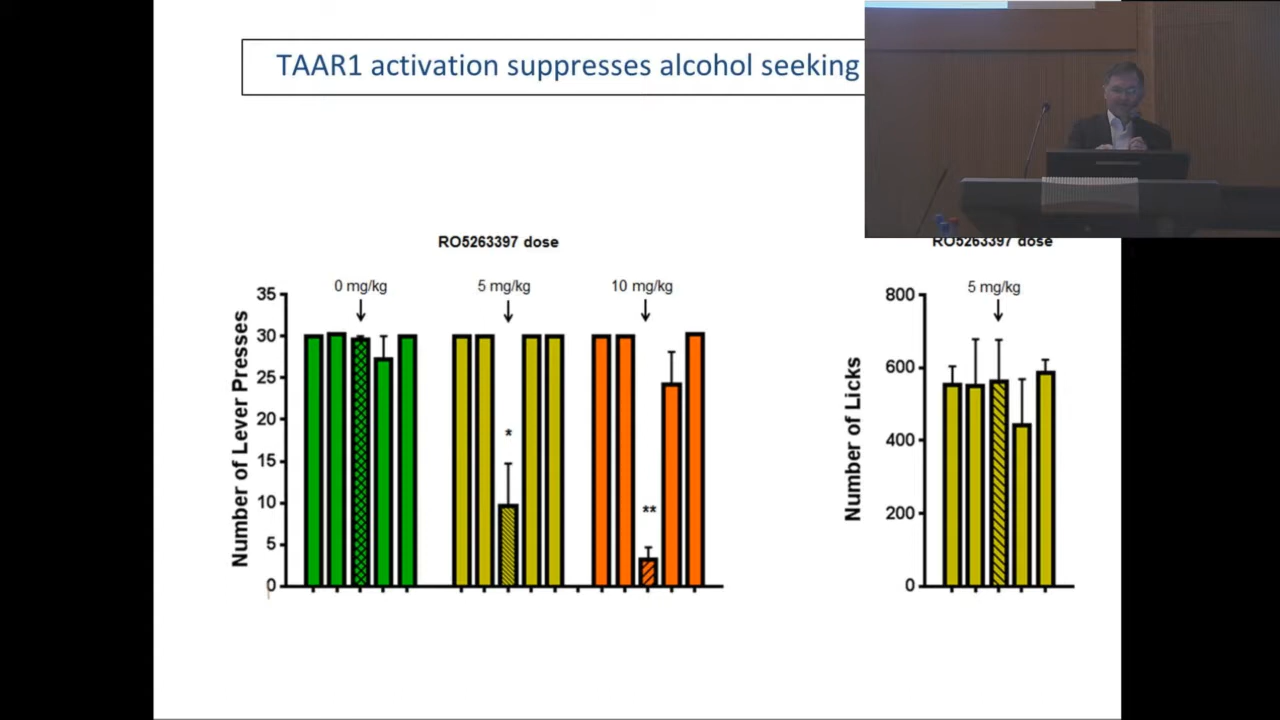 TAAR1 activation suppresses alcohol seeking
RO5263397 dose
0 mg/kg
5 mg/kg
10 mg/kg
Number of Lever Presses
35
30
25
20
15
10
5
0
*
**
RO5263397 dose
5 mg/kg
Number of Licks
800
600
400
200
0